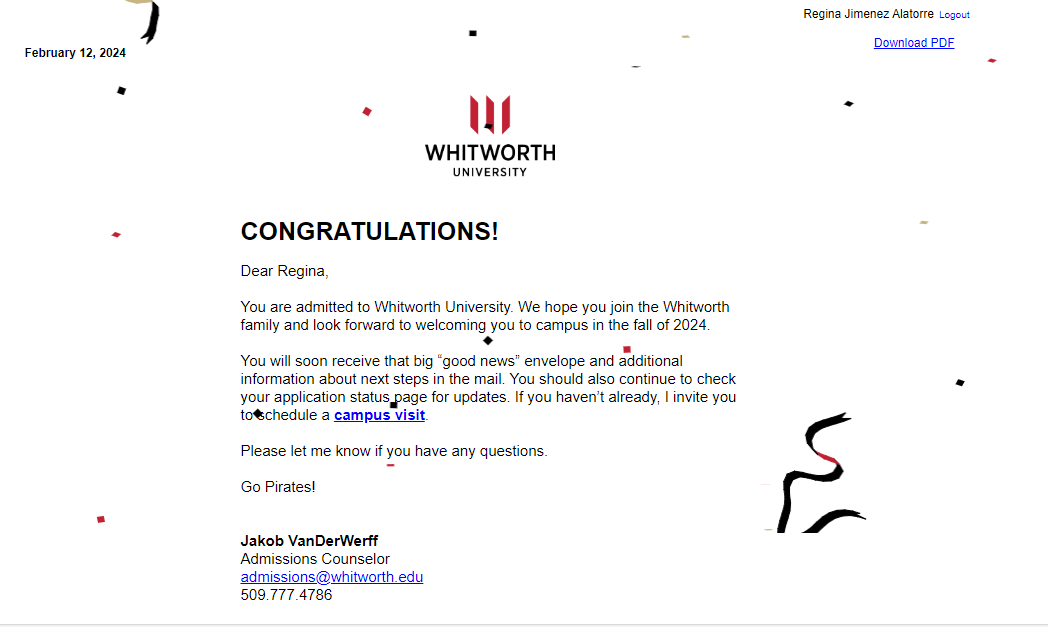 Regina Jimenez Alatorre Logout
Download PDF
February 12, 2024
WHITWORTH
UNIVERSITY
CONGRATULATIONS!
Dear Regina,
You are admitted to Whitworth University. We hope you join the Whitworth
family and look forward to welcoming you to campus in the fall of 2024.
You will soon receive that big “good news” envelope and additional
information about next steps in the mail. You should also continue to check
your application status page for updates. If you haven’t already, I invite you
to schedule a campus visit.
Please let me know if you have any questions.
Go Pirates!
Jakob VanDerWerff
Admissions Counselor
admissions@whitworth.edu
509.777.4786